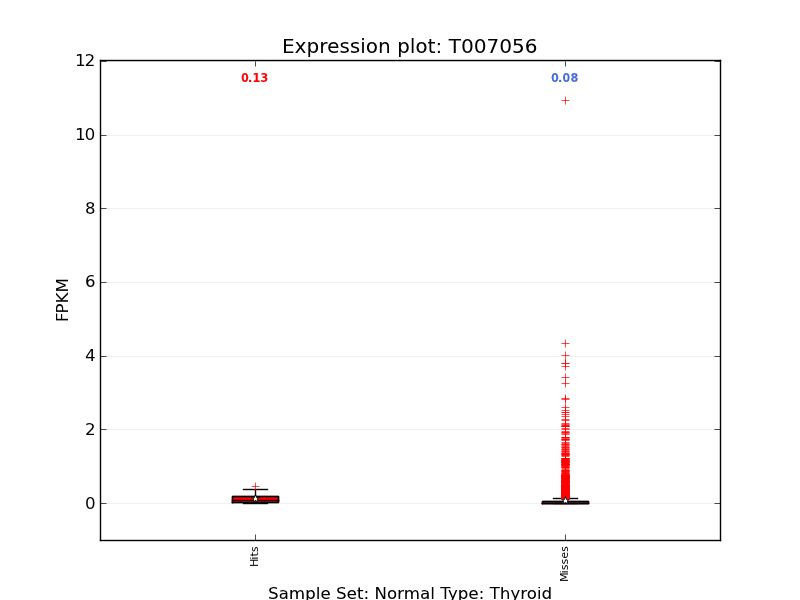 Expression plot: T007056
12
0.13
0.08
10
8
6
FPKM
4
2
0
Hits
Misses
Sample Set: Normal Type: Thyroid